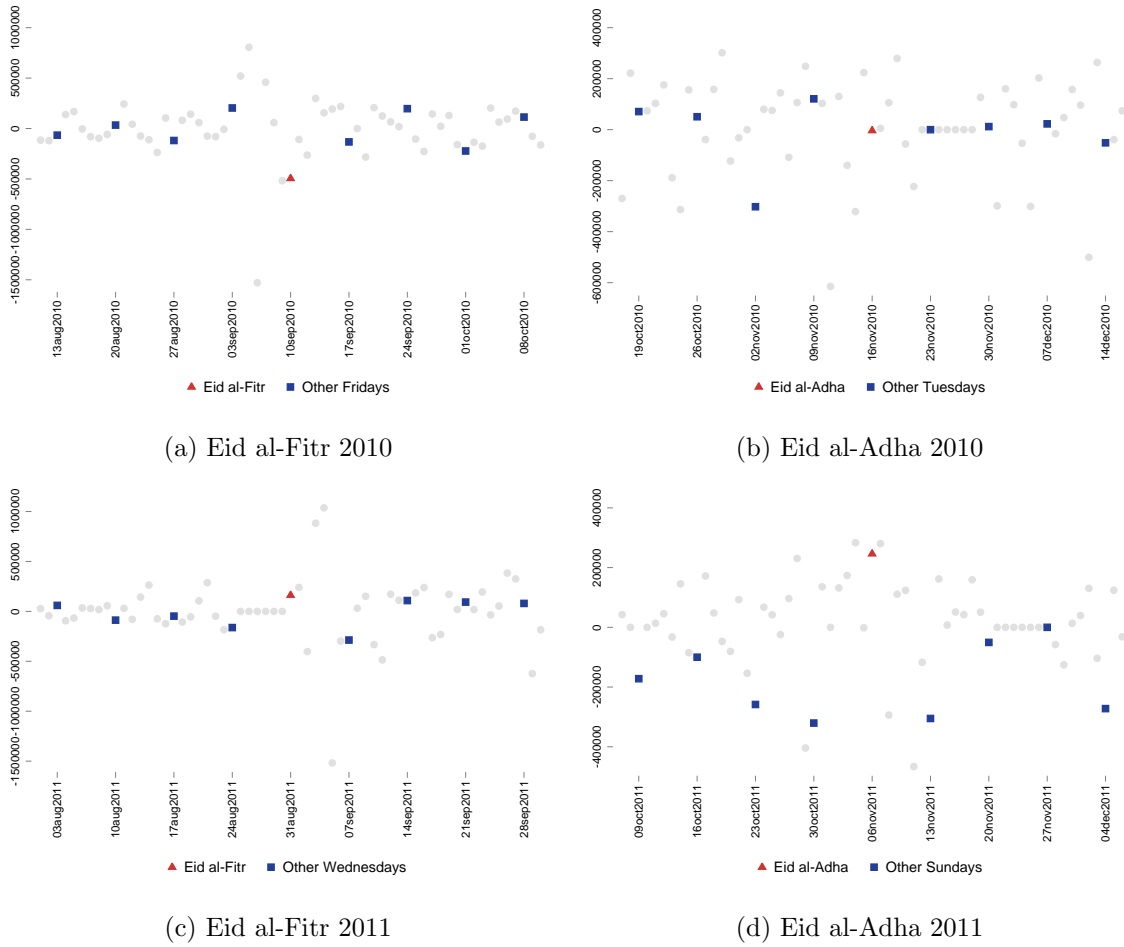 1000000
500000
0
-500000
-1000000
-1500000
13aug2010
20aug2010
27aug2010
03sep2010
10sep2010
17sep2010
24sep2010
01oct2010
08oct2010
Eid al-Fitr Other Fridays
(a) Eid al-Fitr 2010
400000
200000
0
-200000
-400000
-600000
19oct2010
26oct2010
02nov2010
09nov2010
16nov2010
23nov2010
30nov2010
07dec2010
14dec2010
Eid al-Adha Other Tuesdays
(b) Eid al-Adha 2010
1000000
500000
0
-500000
-1000000
-1500000
03aug2011
10aug2011
17aug2011
24aug2011
31aug2011
07sep2011
14sep2011
21sep2011
28sep2011
Eid al-Fitr Other Wednesdays
(c) Eid al-Fitr 2011
400000
200000
0
-200000
-400000
09oct2011
16oct2011
23oct2011
30oct2011
06nov2011
13nov2011
20nov2011
27nov2011
04dec2011
Eid al-Adha Other Sundays
(d) Eid al-Adha 2011